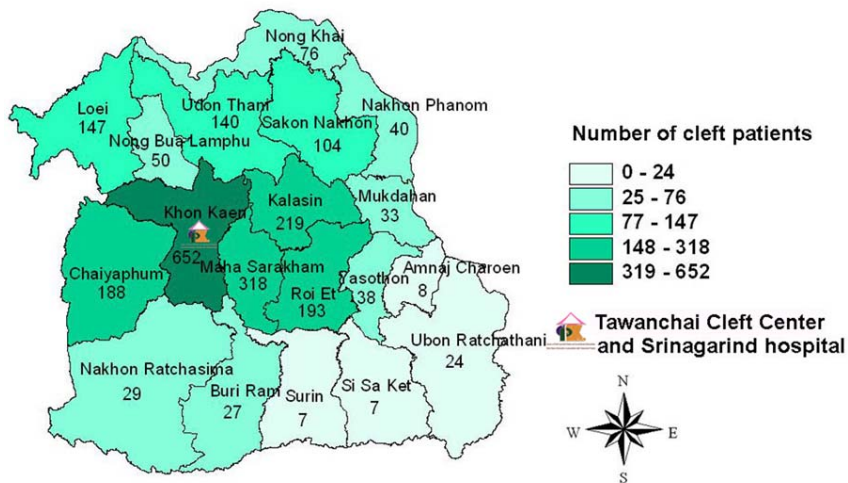 Nong Khai
76
Loei
147
Udon Thani
140
Nakhon Phanom
40
Sakon Nakhon
104
Nong Bua Lamphu
50
Mukdahan
33
Kalasin
219
Khon Kaen
652
Chaiyaphum
188
Maha Sarakham
318
Roi Et
193
Yasothon
38
Amnaj Charoen
8
Ubon Ratchathani
24
Nakhon Ratchasima
29
Buri Ram
27
Surin
7
Si Sa Ket
7
Number of cleft patients
0 - 24
25 - 76
77 - 147
148 - 318
319 - 652
Tawanchai Cleft Center
and Srinagarind hospital
N
W
E
S